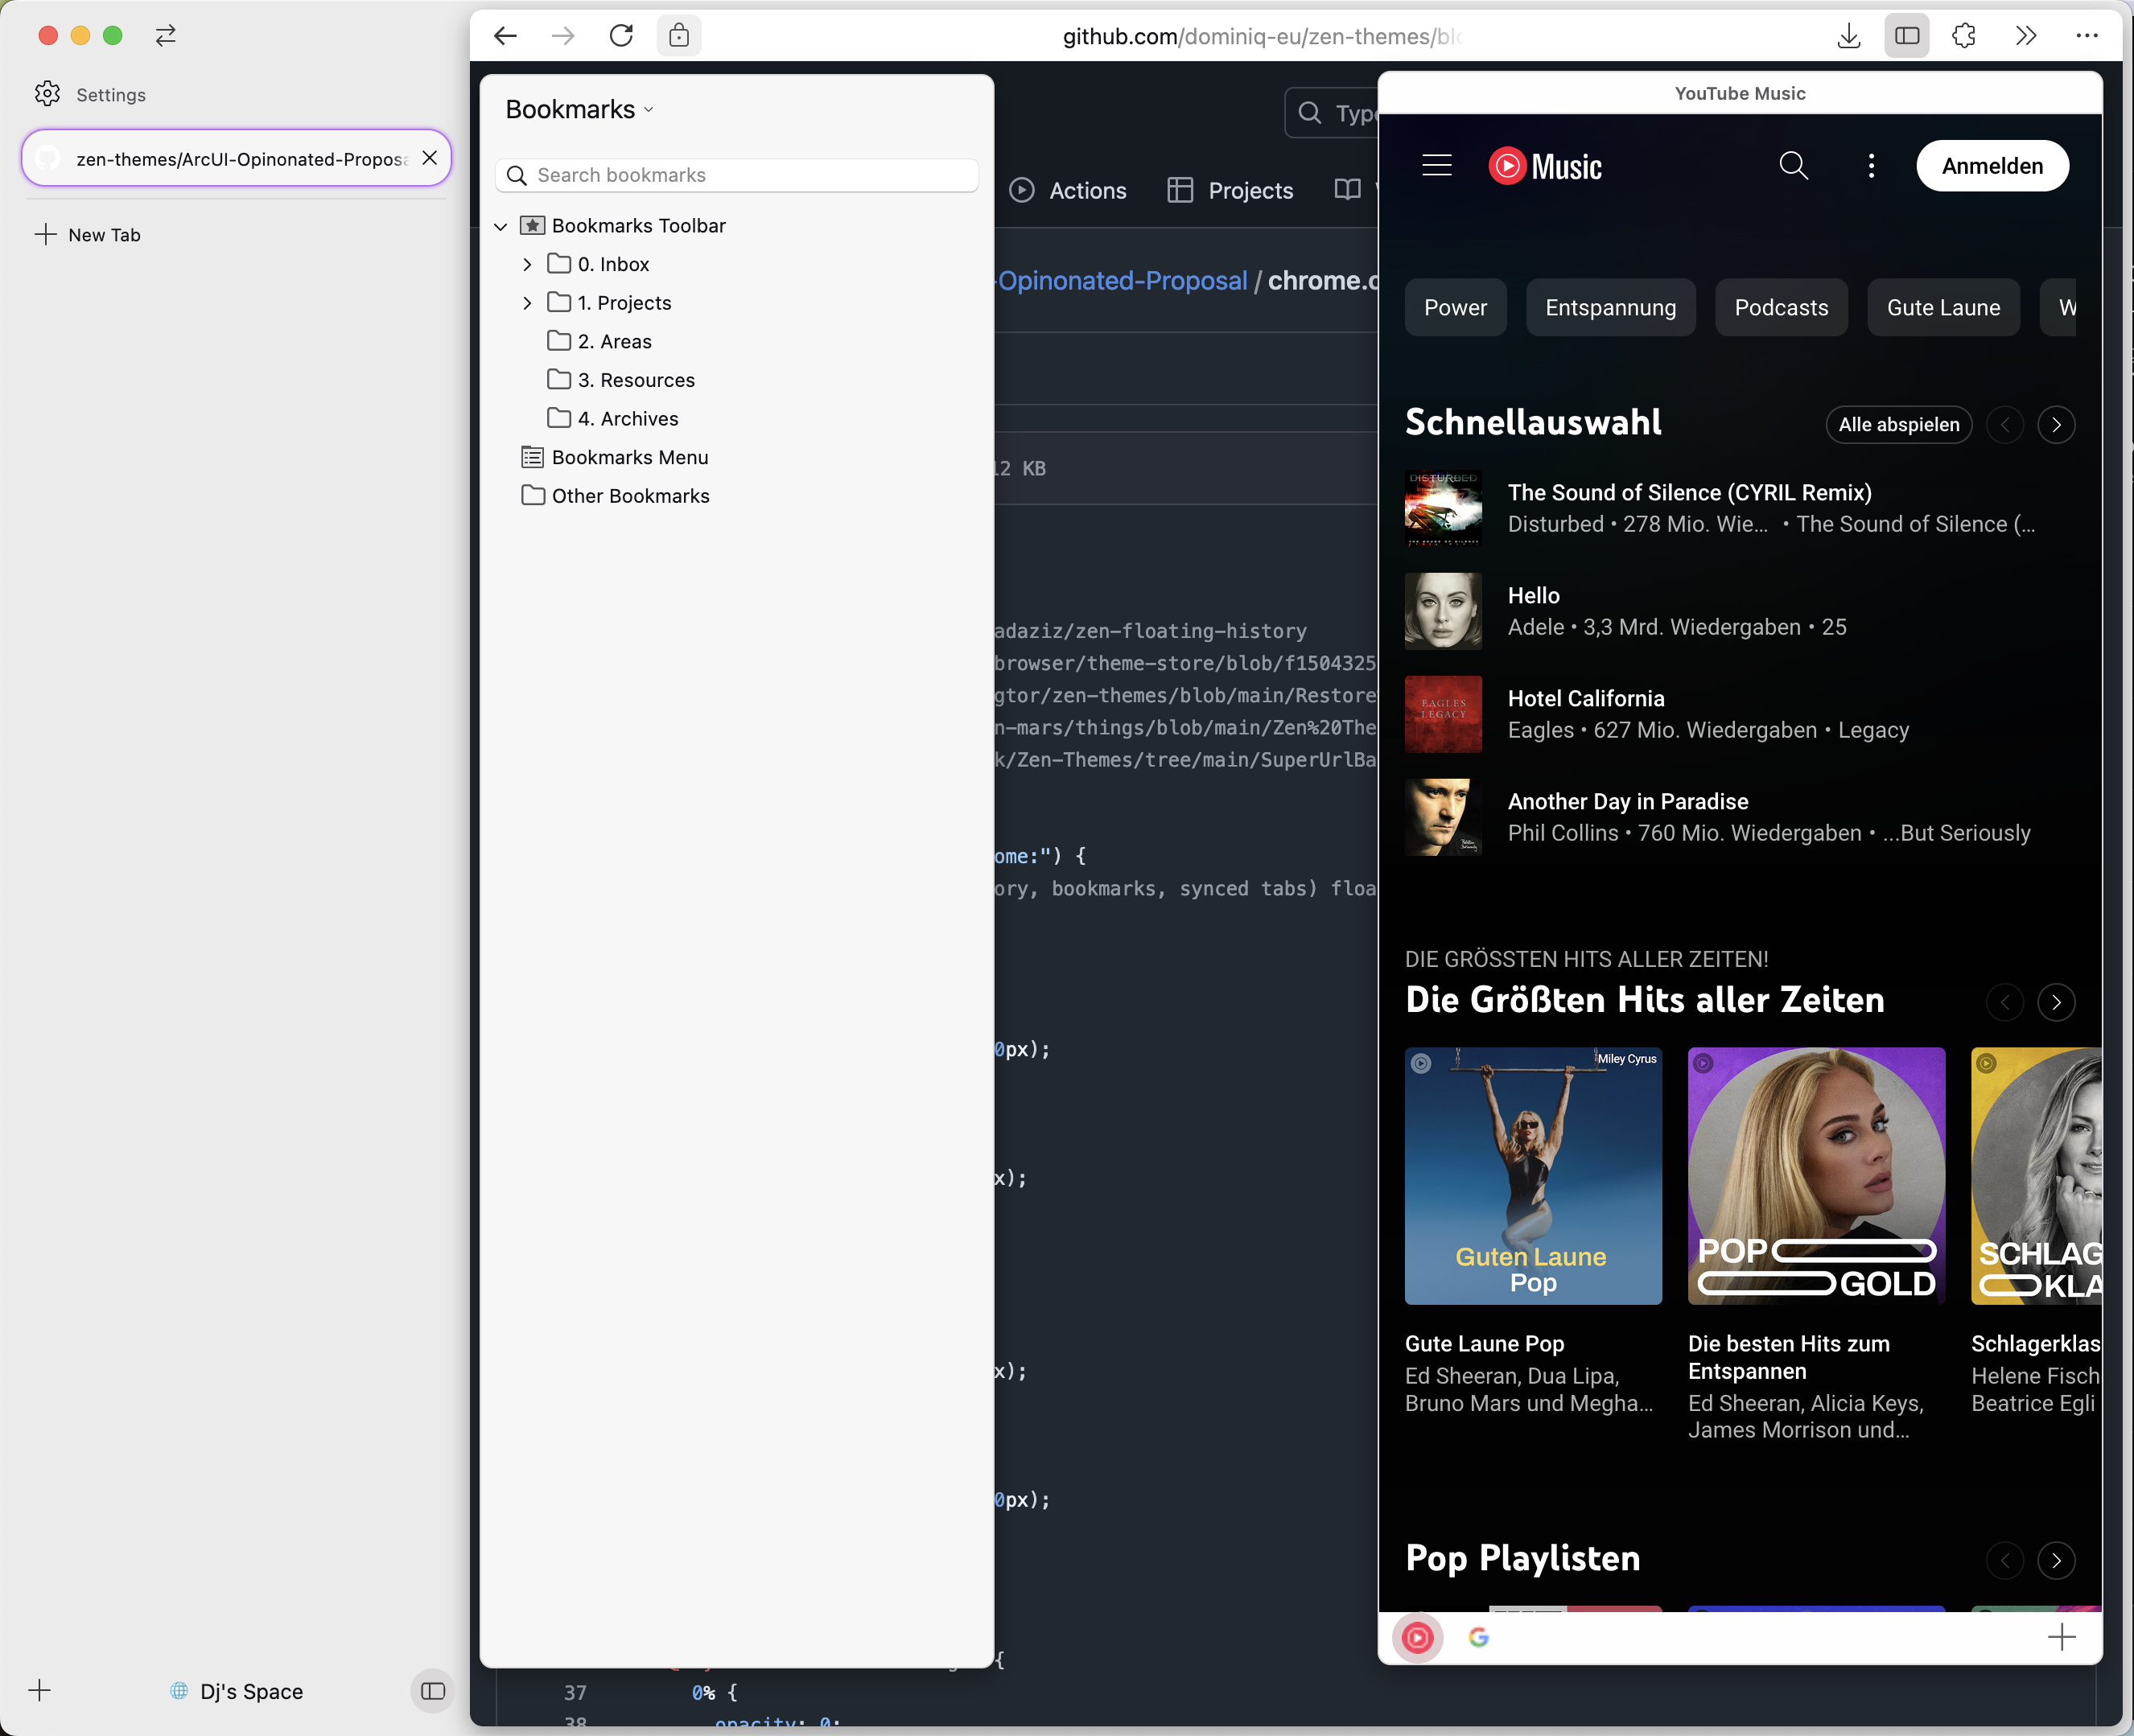 Settings
zen-themes/ArcUI-Opinonated-Proposa
New Tab
Dj's Space
github.com/dominiq-eu/zen-themes/blo
Bookmarks
Search bookmarks
Bookmarks Toolbar
0. Inbox
1. Projects
2. Areas
3. Resources
4. Archives
Bookmarks Menu
Other Bookmarks
Type
Actions
Projects
-Opinonated-Proposal / chrome.c
12 KB
adaziz/zen-floating-history
browser/theme-store/blob/f1504325
gtor/zen-themes/blob/main/Restore
n-mars/things/blob/main/Zen%20The
k/Zen-Themes/tree/main/SuperUrlBa
ome:") {
ory, bookmarks, synced tabs) floa
0px);
x);
x);
0px);
{
37 0% {
38 opacity: 0;
YouTube Music
Music
Anmelden
Power
Entspannung
Podcasts
Gute Laune
W
Schnellauswahl
Alle abspielen
DISTURBED
The Sound of Silence (CYRIL Remix)
Disturbed • 278 Mio. Wie... • The Sound of Silence (...
Hello
Adele • 3,3 Mrd. Wiedergaben • 25
EAGLES
LEGACY
Hotel California
Eagles • 627 Mio. Wiedergaben • Legacy
Another Day in Paradise
Phil Collins • 760 Mio. Wiedergaben • ...But Seriously
DIE GRÖSSTEN HITS ALLER ZEITEN!
Die Größten Hits aller Zeiten
Miley Cyrus
Guten Laune
Pop
POP
GOLD
SCHLAG
KLA
Gute Laune Pop
Ed Sheeran, Dua Lipa,
Bruno Mars und Megha...
Die besten Hits zum
Entspannen
Ed Sheeran, Alicia Keys,
James Morrison und...
Schlagerklas
Helene Fisch
Beatrice Egli
Pop Playlisten